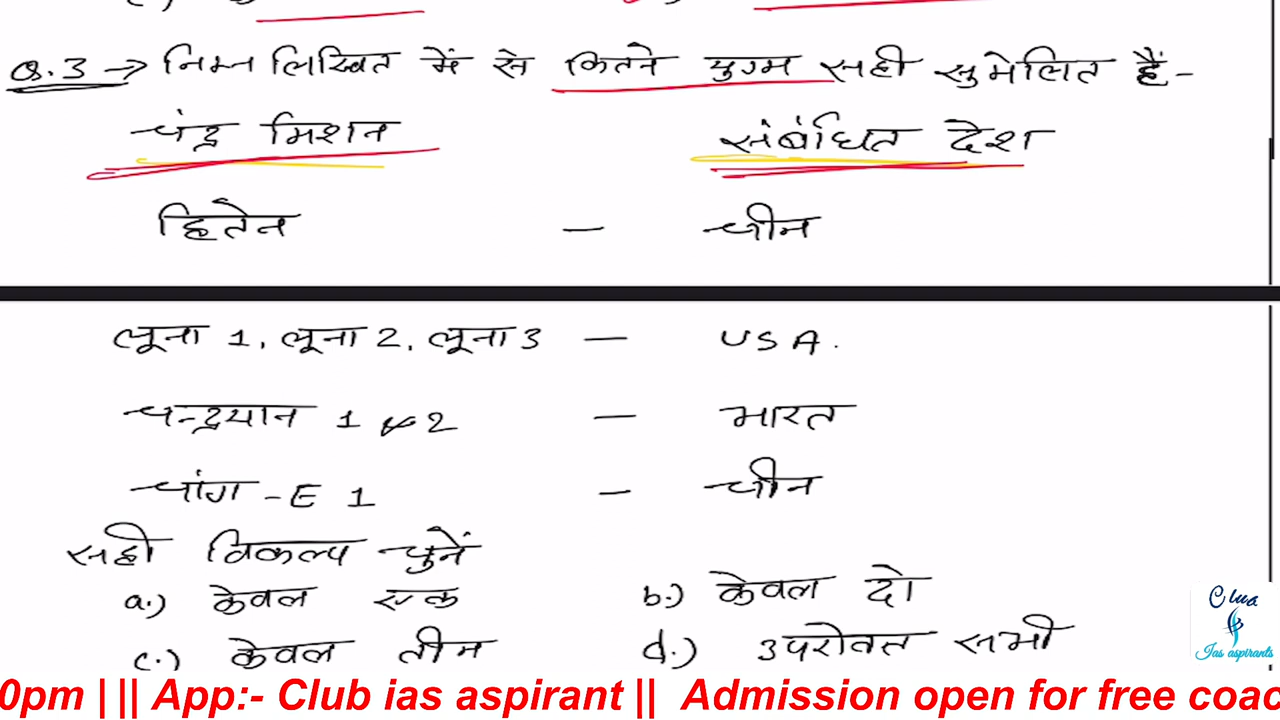 Q.3 → निम्न लिखित में से कितने युग्म सही सुमेलित हैं -
चंद्र मिशन संबंधित देश
हितेन - चीन
लूना 1, लूना 2, लूना 3 - USA.
चन्द्रयान 1 & 2 - भारत
चांग - E 1 - चीन
सही विकल्प चुनें
a.) केवल एक b.) केवल दो
c.) केवल तीन d.) उपरोक्त सभी
Club
Ias aspirants
0pm | || App:- Club ias aspirant || Admission open for free coac